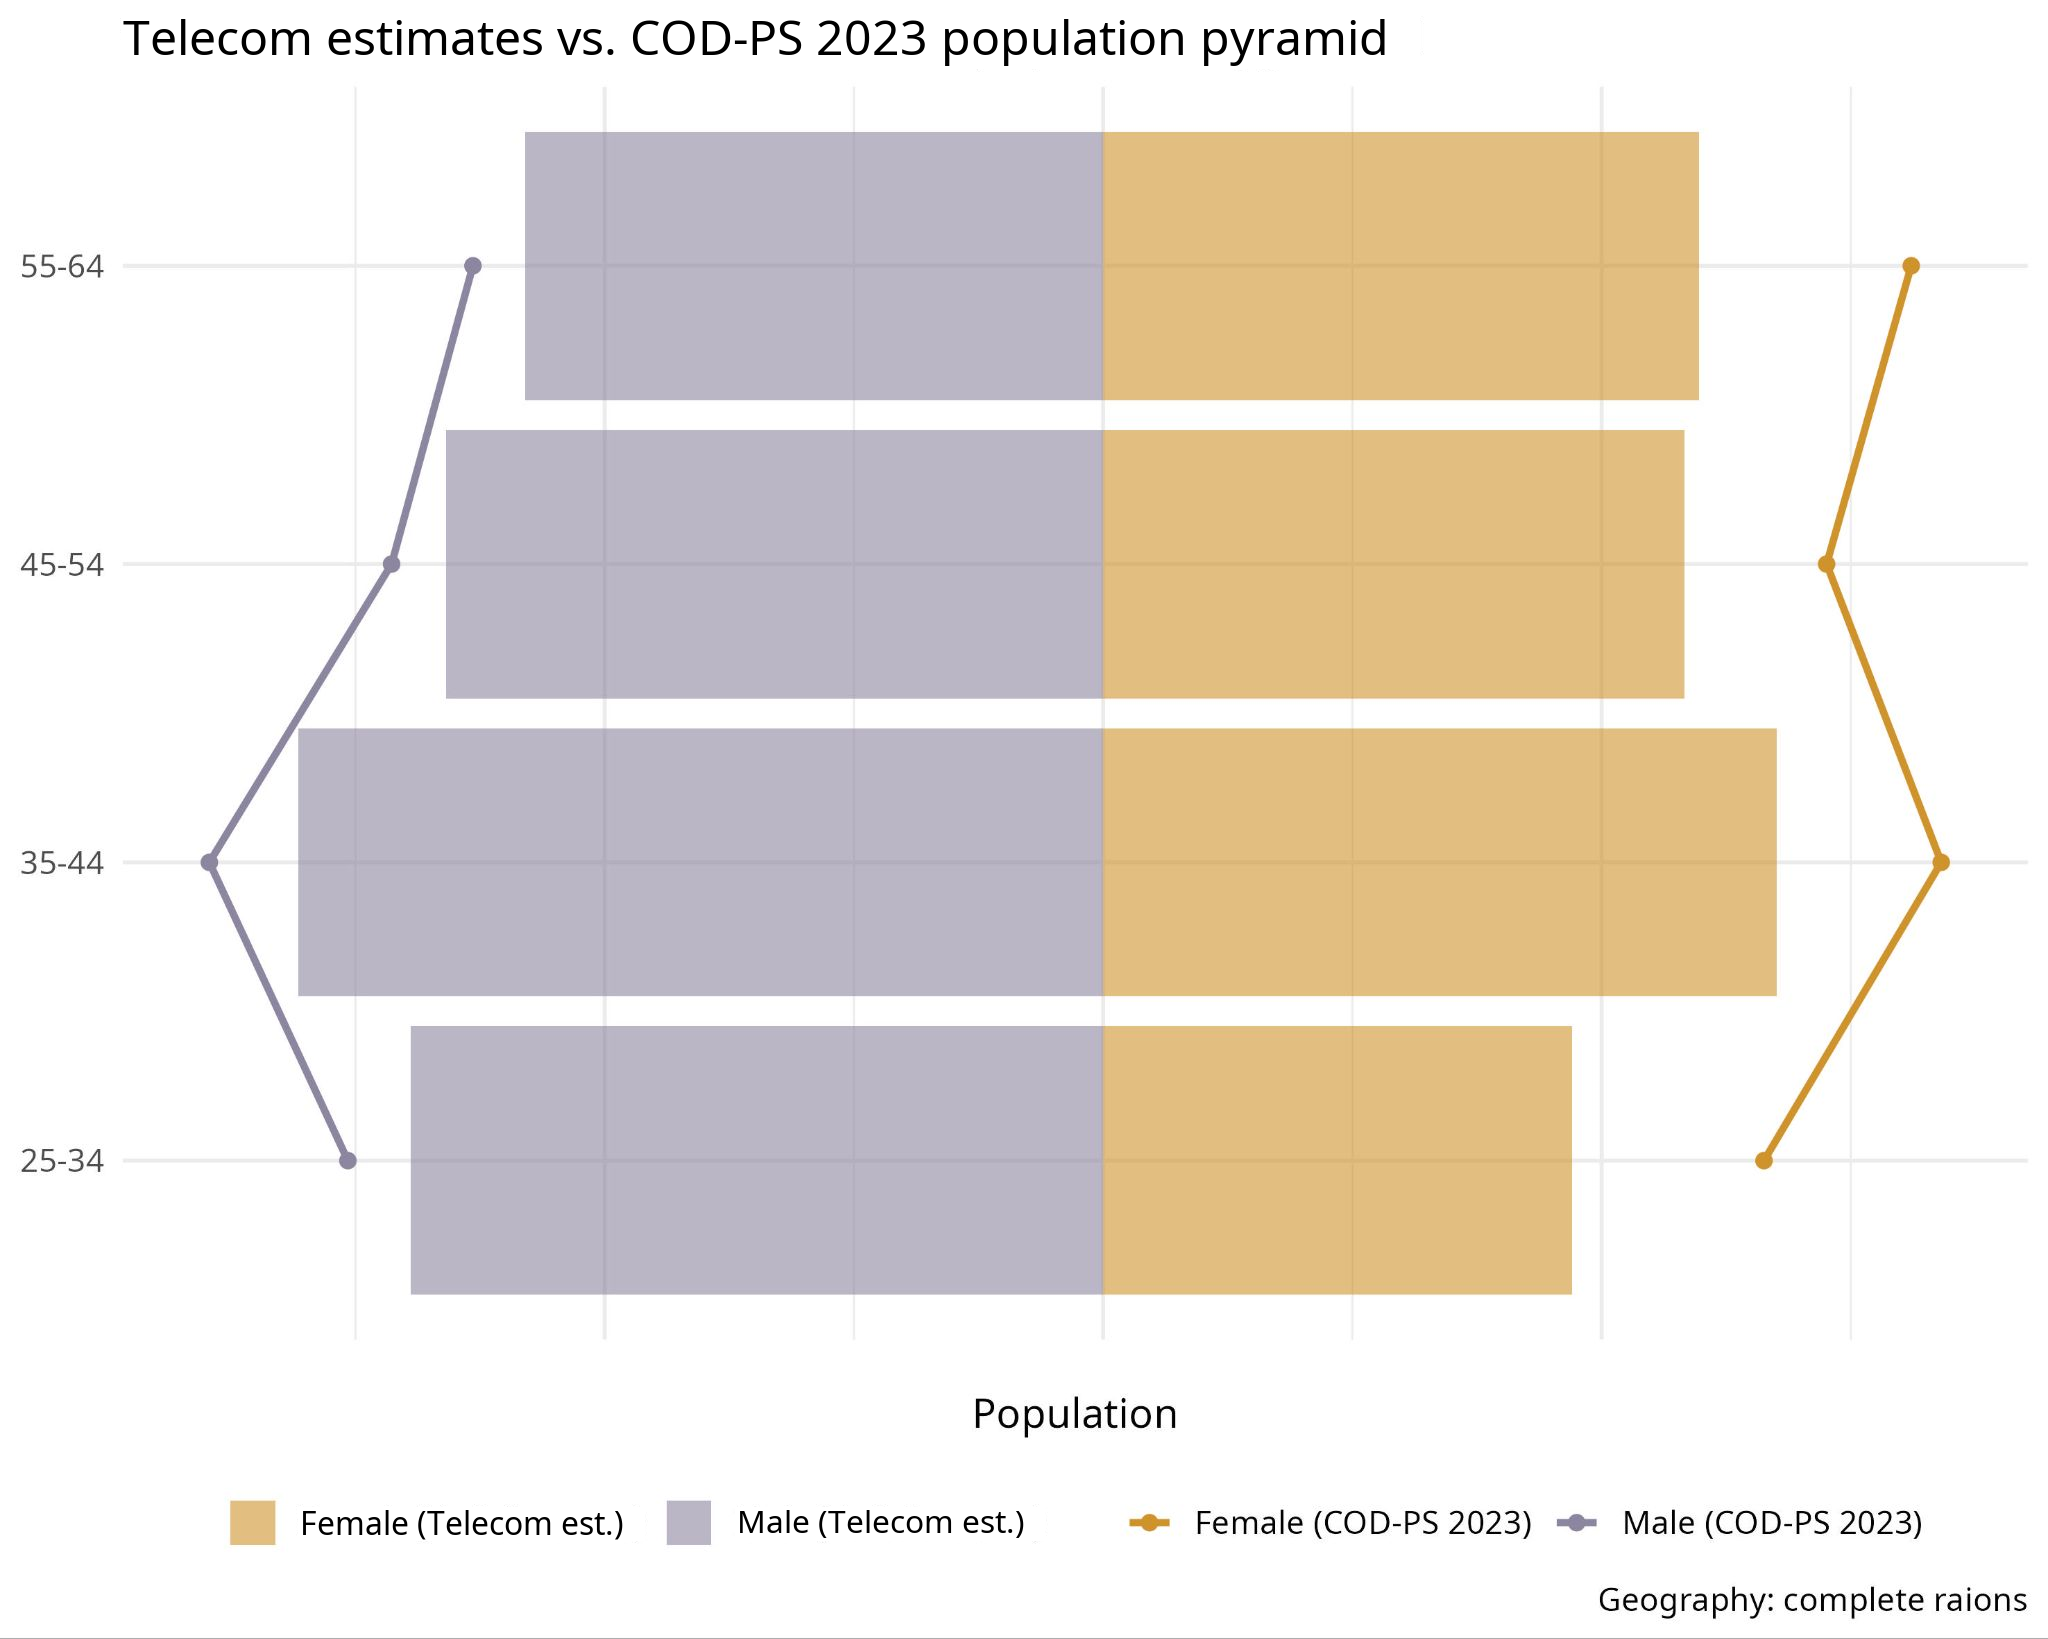 Telecom estimates vs. COD-PS 2023 population pyramid
55-64
45-54
35-44
25-34
Population
Female (Telecom est.) Male (Telecom est.) Female (COD-PS 2023) Male (COD-PS 2023)
Geography: complete raions